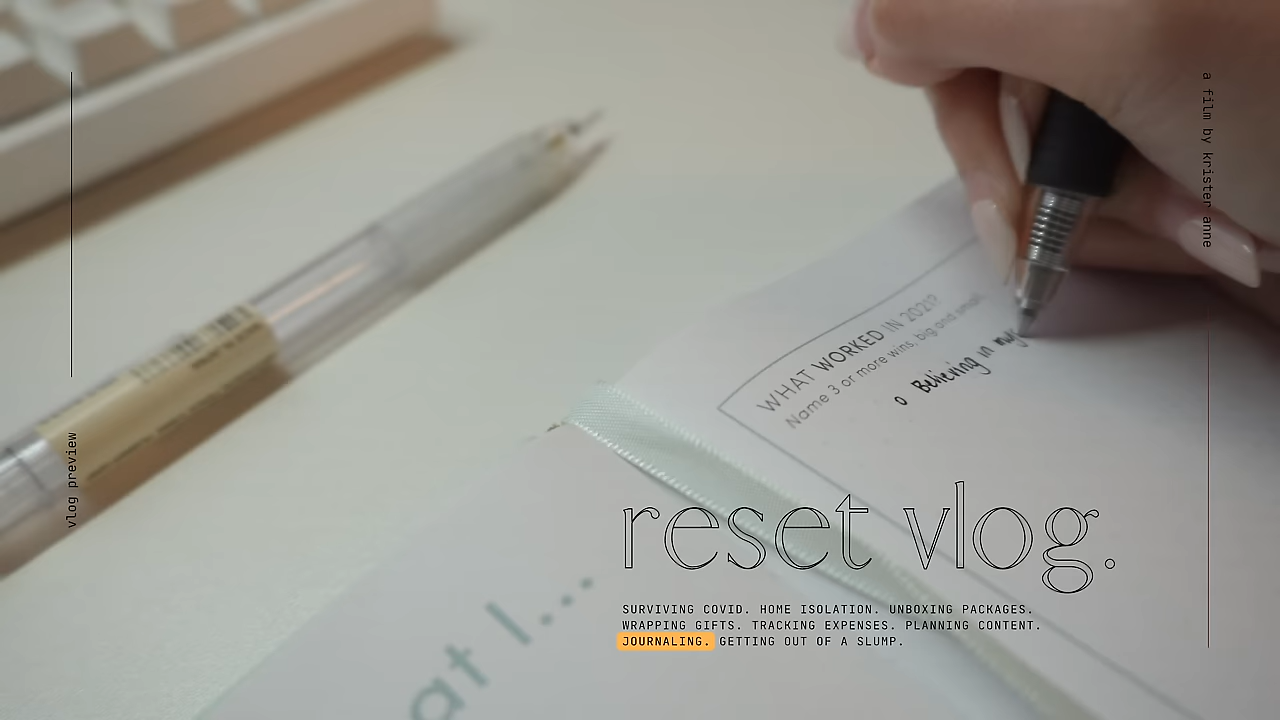 a film by krister anne
WHAT WORKED IN 2021?
Name 3 or more wins, big and small
o Believing in my
vlog preview
reset vlog.
at I...
SURVIVING COVID. HOME ISOLATION. UNBOXING PACKAGES.
WRAPPING GIFTS. TRACKING EXPENSES. PLANNING CONTENT.
JOURNALING. GETTING OUT OF A SLUMP.